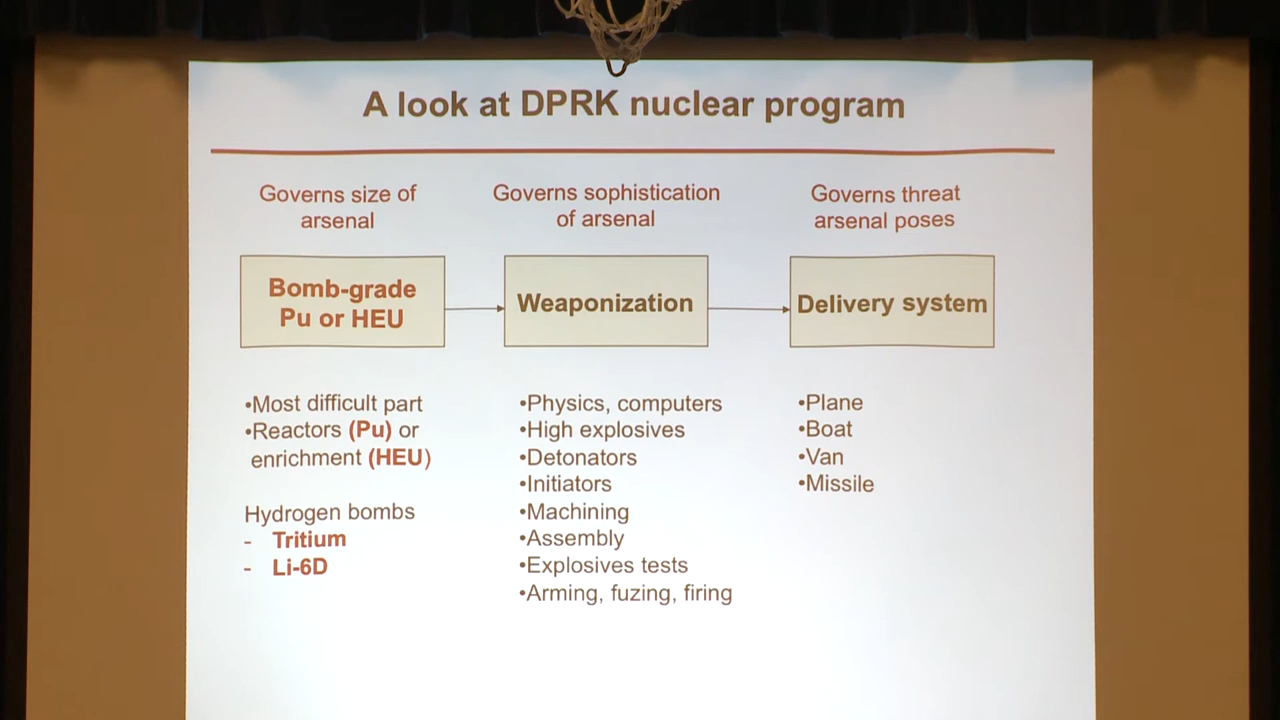 A look at DPRK nuclear program
Governs size of
arsenal
Bomb-grade
Pu or HEU
•Most difficult part
•Reactors (Pu) or
enrichment (HEU)
Hydrogen bombs
- Tritium
- Li-6D
Governs sophistication
of arsenal
Weaponization
•Physics, computers
•High explosives
•Detonators
•Initiators
•Machining
•Assembly
•Explosives tests
•Arming, fuzing, firing
Governs threat
arsenal poses
Delivery system
•Plane
•Boat
•Van
•Missile